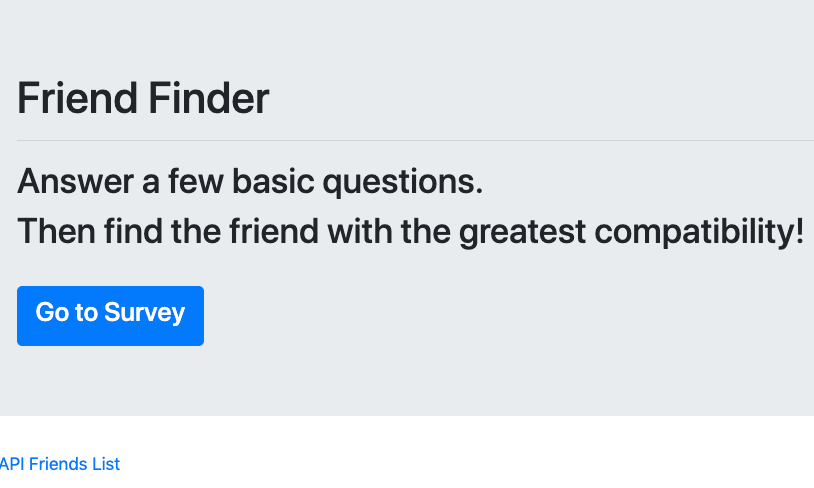 Friend Finder
Answer a few basic questions.
Then find the friend with the greatest compatibility!
Go to Survey
API Friends List